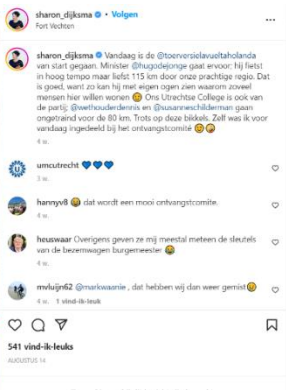 sharon_dijksma • Volgen
Fort Vechten
sharon_dijksma Vandaag is de @toerversielavueltaholanda
van start gegaan. Minister @hugodejonge gaat ervoor: hij fietst
in hoog tempo maar liefst 115 km door onze prachtige regio. Dat
is goed, want zo kan hij met eigen ogen zien waarom zoveel
mensen hier willen wonen 😊 Ons Utrechtse College is ook van
de partij; @wethouderdennis en @susanneschilderman gaan
ongetraind voor de 80 km. Trots op deze bikkels. Zelf was ik voor
vandaag ingedeeld bij het ontvangstcomité
umcutrecht 💙💙💙
3 w.
hannyv8 😂 dat wordt een mooi ontvangstcomite.
4 w.
heuswaar Overigens geven ze mij meestal meteen de sleutels
van de bezemwagen burgemeester 😂
4 w.
mvluijn62 @markwaanie , dat hebben wij dan weer gemist
4 w. 1 vind-ik-leuk
541 vind-ik-leuks
AUGUSTUS 14